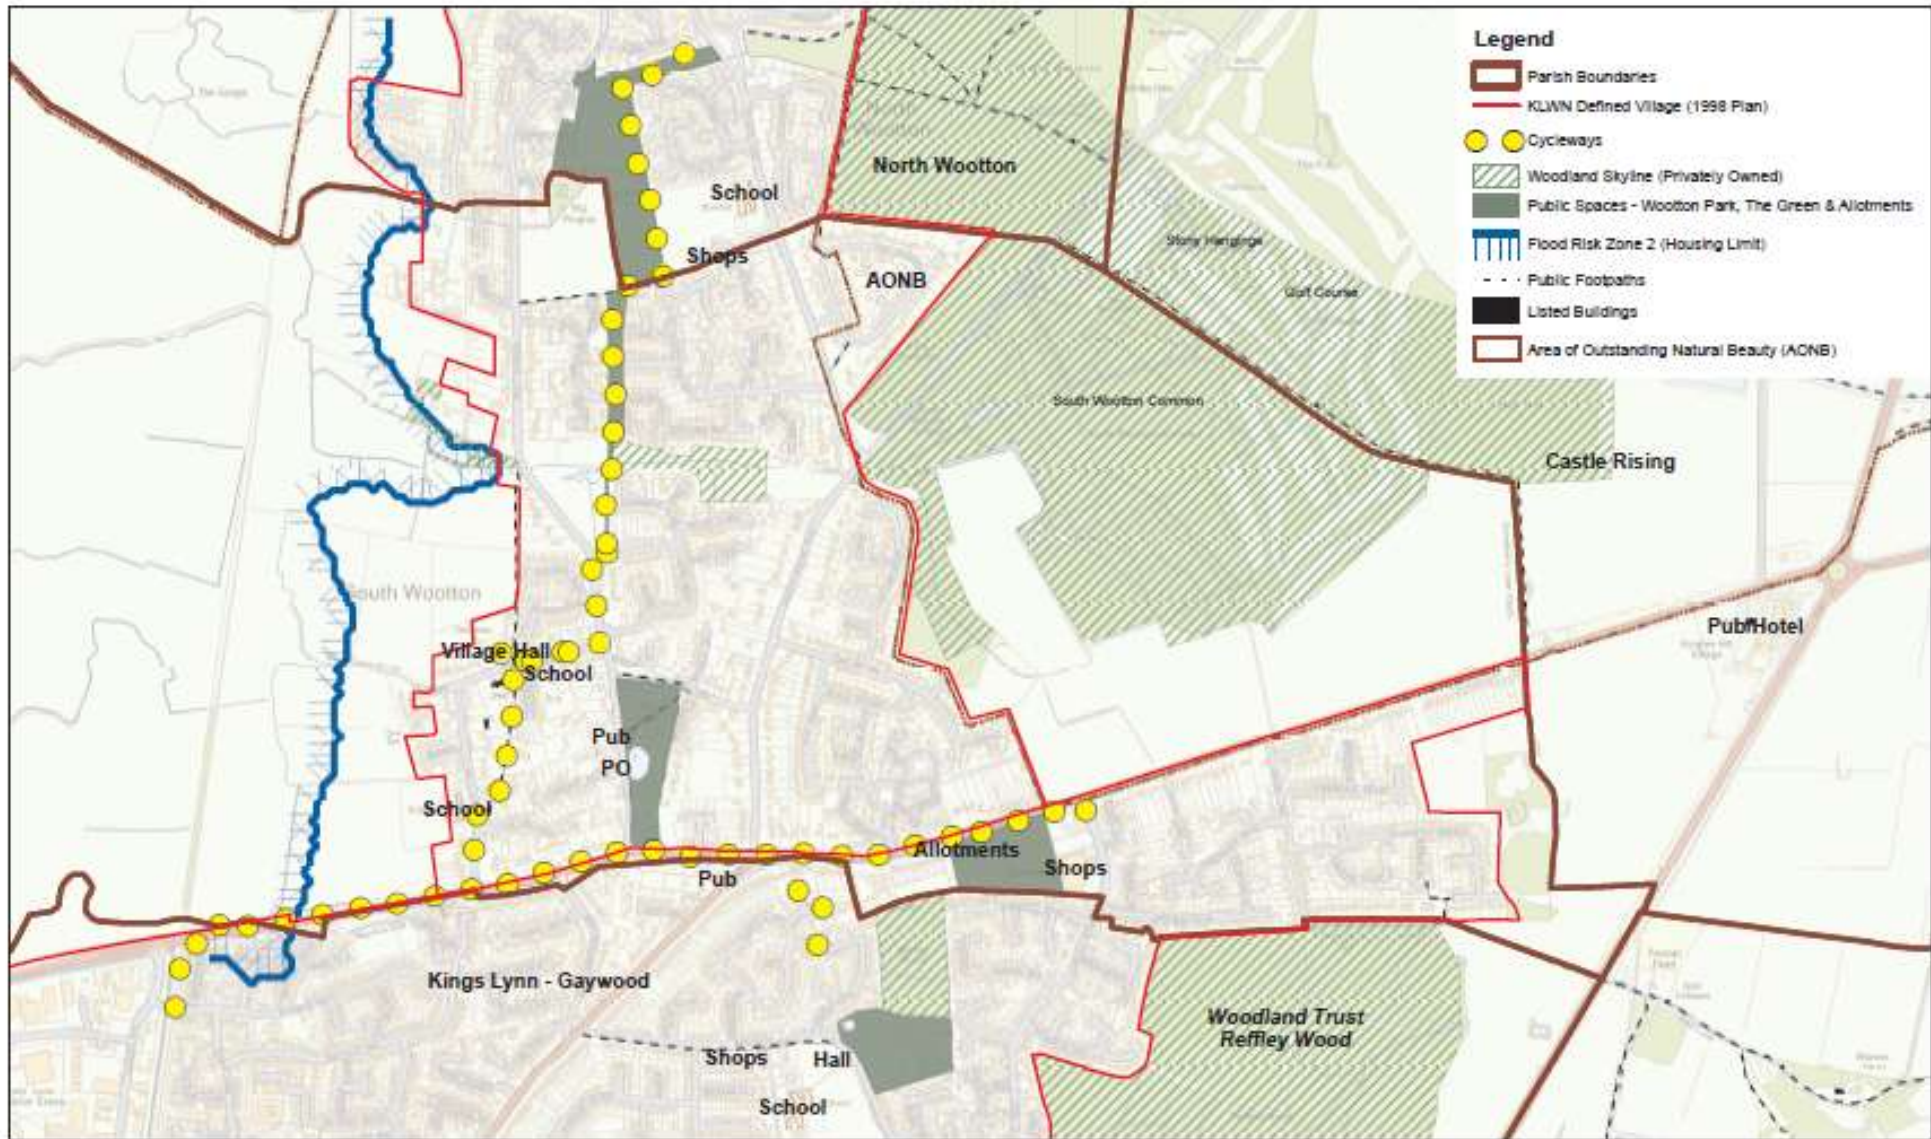 Legend
Parish Boundaries
KLWN Defined Village (1998 Plan)
Cycleways
Woodland Skyline (Privately Owned)
Public Spaces - Wootton Park, The Green & Allotments
Flood Risk Zone 2 (Housing Limit)
Public Footpaths
Listed Buildings
Area of Outstanding Natural Beauty (AONB)
North Wootton
School
Shops
Stony Hangings
AONB
Golf Course
South Wootton Common
Castle Rising
South Wootton
Pub/Hotel
Village Hall
School
Pub
PO
School
Allotments
Shops
Pub
Kings Lynn - Gaywood
Woodland Trust
Reffley Wood
Shops
Hall
School